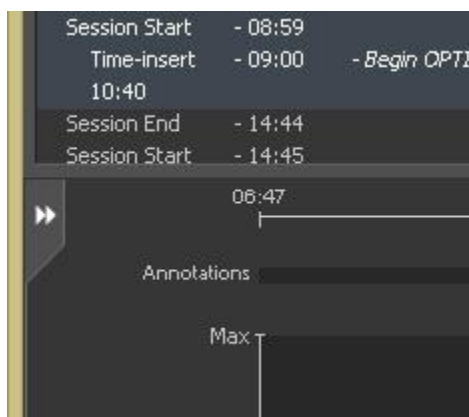 Session Start - 08:59
Time-insert - 09:00 - Begin OPTI
10:40
Session End - 14:44
Session Start - 14:45
06:47
Annotations
Max